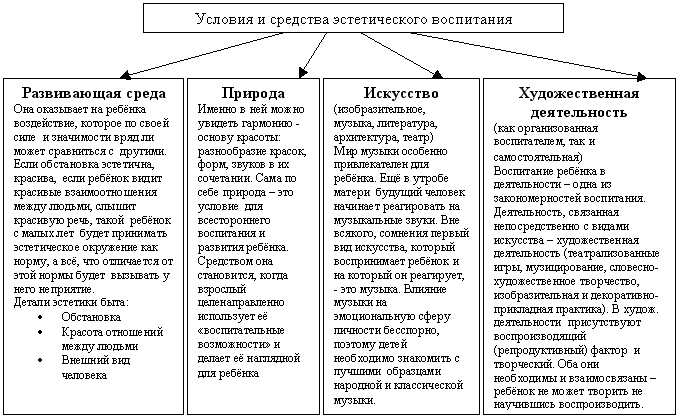 Условия и средства эстетического воспитания
Развивающая среда
Она оказывает на ребёнка
воздействие, которое по своей
силе и значимости вряд ли
может сравниться с другими.
Если обстановка эстетична,
красива, если ребёнок видит
красивые взаимоотношения
между людьми, слышит
красивую речь, такой ребёнок
с малых лет будет принимать
эстетическое окружение как
норму, а всё, что отличается от
этой нормы будет вызывать у
него неприятие.
Детали эстетики быта:
• Обстановка
• Красота отношений
между людьми
• Внешний вид
человека
Природа
Именно в ней можно
увидеть гармонию -
основу красоты:
разнообразие красок,
форм, звуков в их
сочетании. Сама по
себе природа – это
условие для
всестороннего
воспитания и
развития ребёнка.
Средством она
становится, когда
взрослый
целенаправленно
использует её
«воспитательные
возможности» и
делает её наглядной
для ребёнка
Искусство
(изобразительное,
музыка, литература,
архитектура, театр)
Мир музыки особенно
привлекателен для
ребёнка. Ещё в утробе
матери будущий человек
начинает реагировать на
музыкальные звуки. Вне
всякого, сомнения первый
вид искусства, который
воспринимает ребёнок и
на который он реагирует,
- это музыка. Влияние
музыки на
эмоциональную сферу
личности бесспорно,
поэтому детей
необходимо знакомить с
лучшими образцами
народной и классической
музыки.
Художественная
деятельность
(как организованная
воспитателем, так и
самостоятельная)
Воспитание ребёнка в
деятельности – одна из
закономерностей воспитания.
Деятельность, связанная
непосредственно с видами
искусства – художественная
деятельность (театрализованные
игры, музицирование, словесно-
художественное творчество,
изобразительная и декоративно-
прикладная практика). В худож.
деятельности присутствуют
воспроизводящий
(репродуктивный) фактор и
творческий. Оба они
необходимы и взаимосвязаны –
ребёнок не может творить не
научившись воспроизводить.